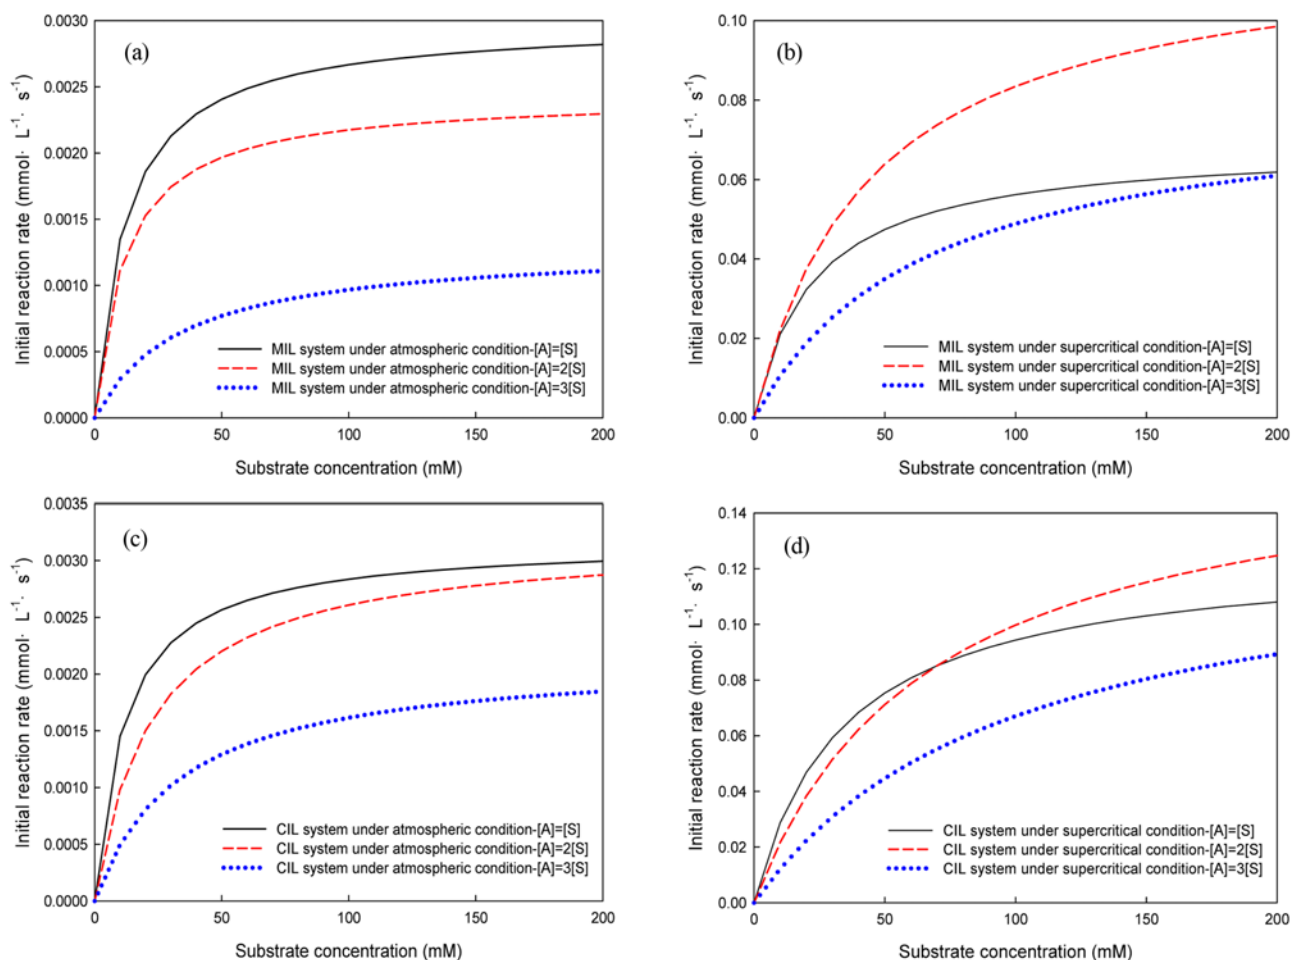 (a)
Initial reaction rate (mmol· L⁻¹· s⁻¹)
0.0030
0.0025
0.0020
0.0015
0.0010
0.0005
0.0000
MIL system under atmospheric condition-[A]=[S]
MIL system under atmospheric condition-[A]=2[S]
MIL system under atmospheric condition-[A]=3[S]
0 50 100 150 200
Substrate concentration (mM)
(b)
Initial reaction rate (mmol· L⁻¹· s⁻¹)
0.10
0.08
0.06
0.04
0.02
0.00
MIL system under supercritical condition-[A]=[S]
MIL system under supercritical condition-[A]=2[S]
MIL system under supercritical condition-[A]=3[S]
0 50 100 150 200
Substrate concentration (mM)
(c)
Initial reaction rate (mmol· L⁻¹· s⁻¹)
0.0035
0.0030
0.0025
0.0020
0.0015
0.0010
0.0005
0.0000
CIL system under atmospheric condition-[A]=[S]
CIL system under atmospheric condition-[A]=2[S]
CIL system under atmospheric condition-[A]=3[S]
0 50 100 150 200
Substrate concentration (mM)
(d)
Initial reaction rate (mmol· L⁻¹· s⁻¹)
0.14
0.12
0.10
0.08
0.06
0.04
0.02
0.00
CIL system under supercritical condition-[A]=[S]
CIL system under supercritical condition-[A]=2[S]
CIL system under supercritical condition-[A]=3[S]
0 50 100 150 200
Substrate concentration (mM)